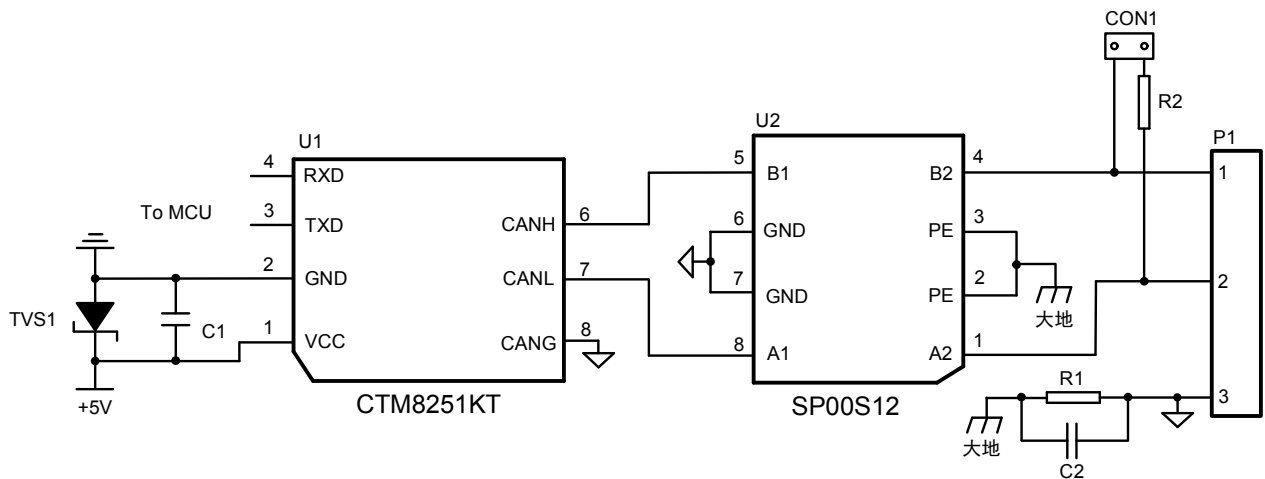 CON1
R2
U2
P1
U1
4
RXD
5
B1
B2
4
1
To MCU
3
TXD
CANH
6
6
GND
PE
3
2
GND
CANL
7
7
GND
PE
2
2
大地
TVS1
C1
1
VCC
CANG
8
8
A1
A2
1
+5V
CTM8251KT
SP00S12
R1
3
大地
C2